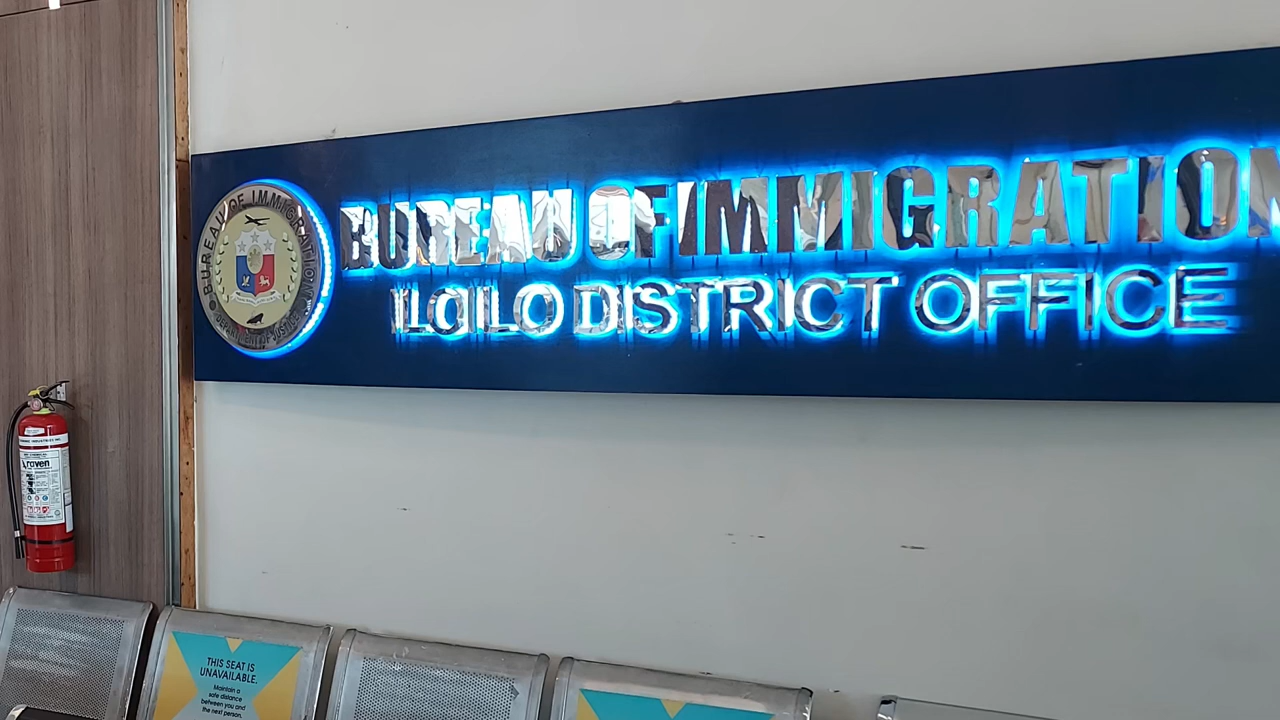 BUREAU OF IMMIGRATION
ILOILO DISTRICT OFFICE
BUREAU OF IMMIGRATION
DEPARTMENT OF JUSTICE
raven
THIS SEAT IS
UNAVAILABLE.
Maintain a
safe distance
between you and
the next person.